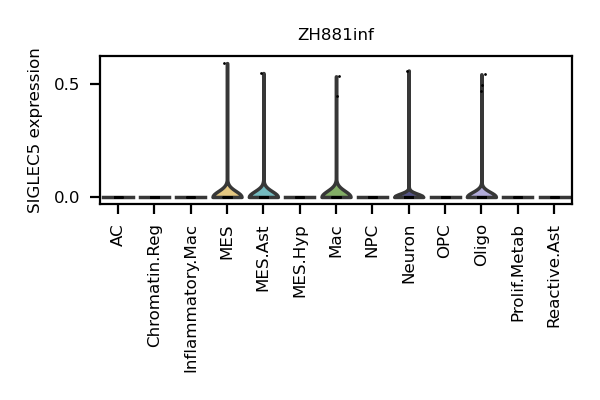 ZH881inf
SIGLEC5 expression
0.5
0.0
AC
Chromatin.Reg
Inflammatory.Mac
MES
MES.Ast
MES.Hyp
Mac
NPC
Neuron
OPC
Oligo
Prolif.Metab
Reactive.Ast